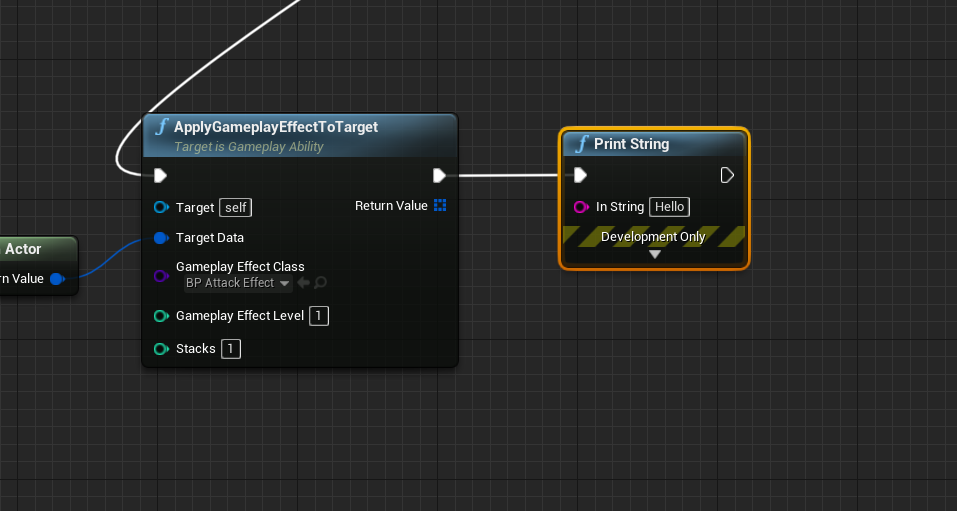 ApplyGameplayEffectToTarget
Target is Gameplay Ability
Target self
Return Value
Target Data
Gameplay Effect Class
BP Attack Effect
Gameplay Effect Level 1
Stacks 1
Actor
Value
Print String
In String Hello
Development Only